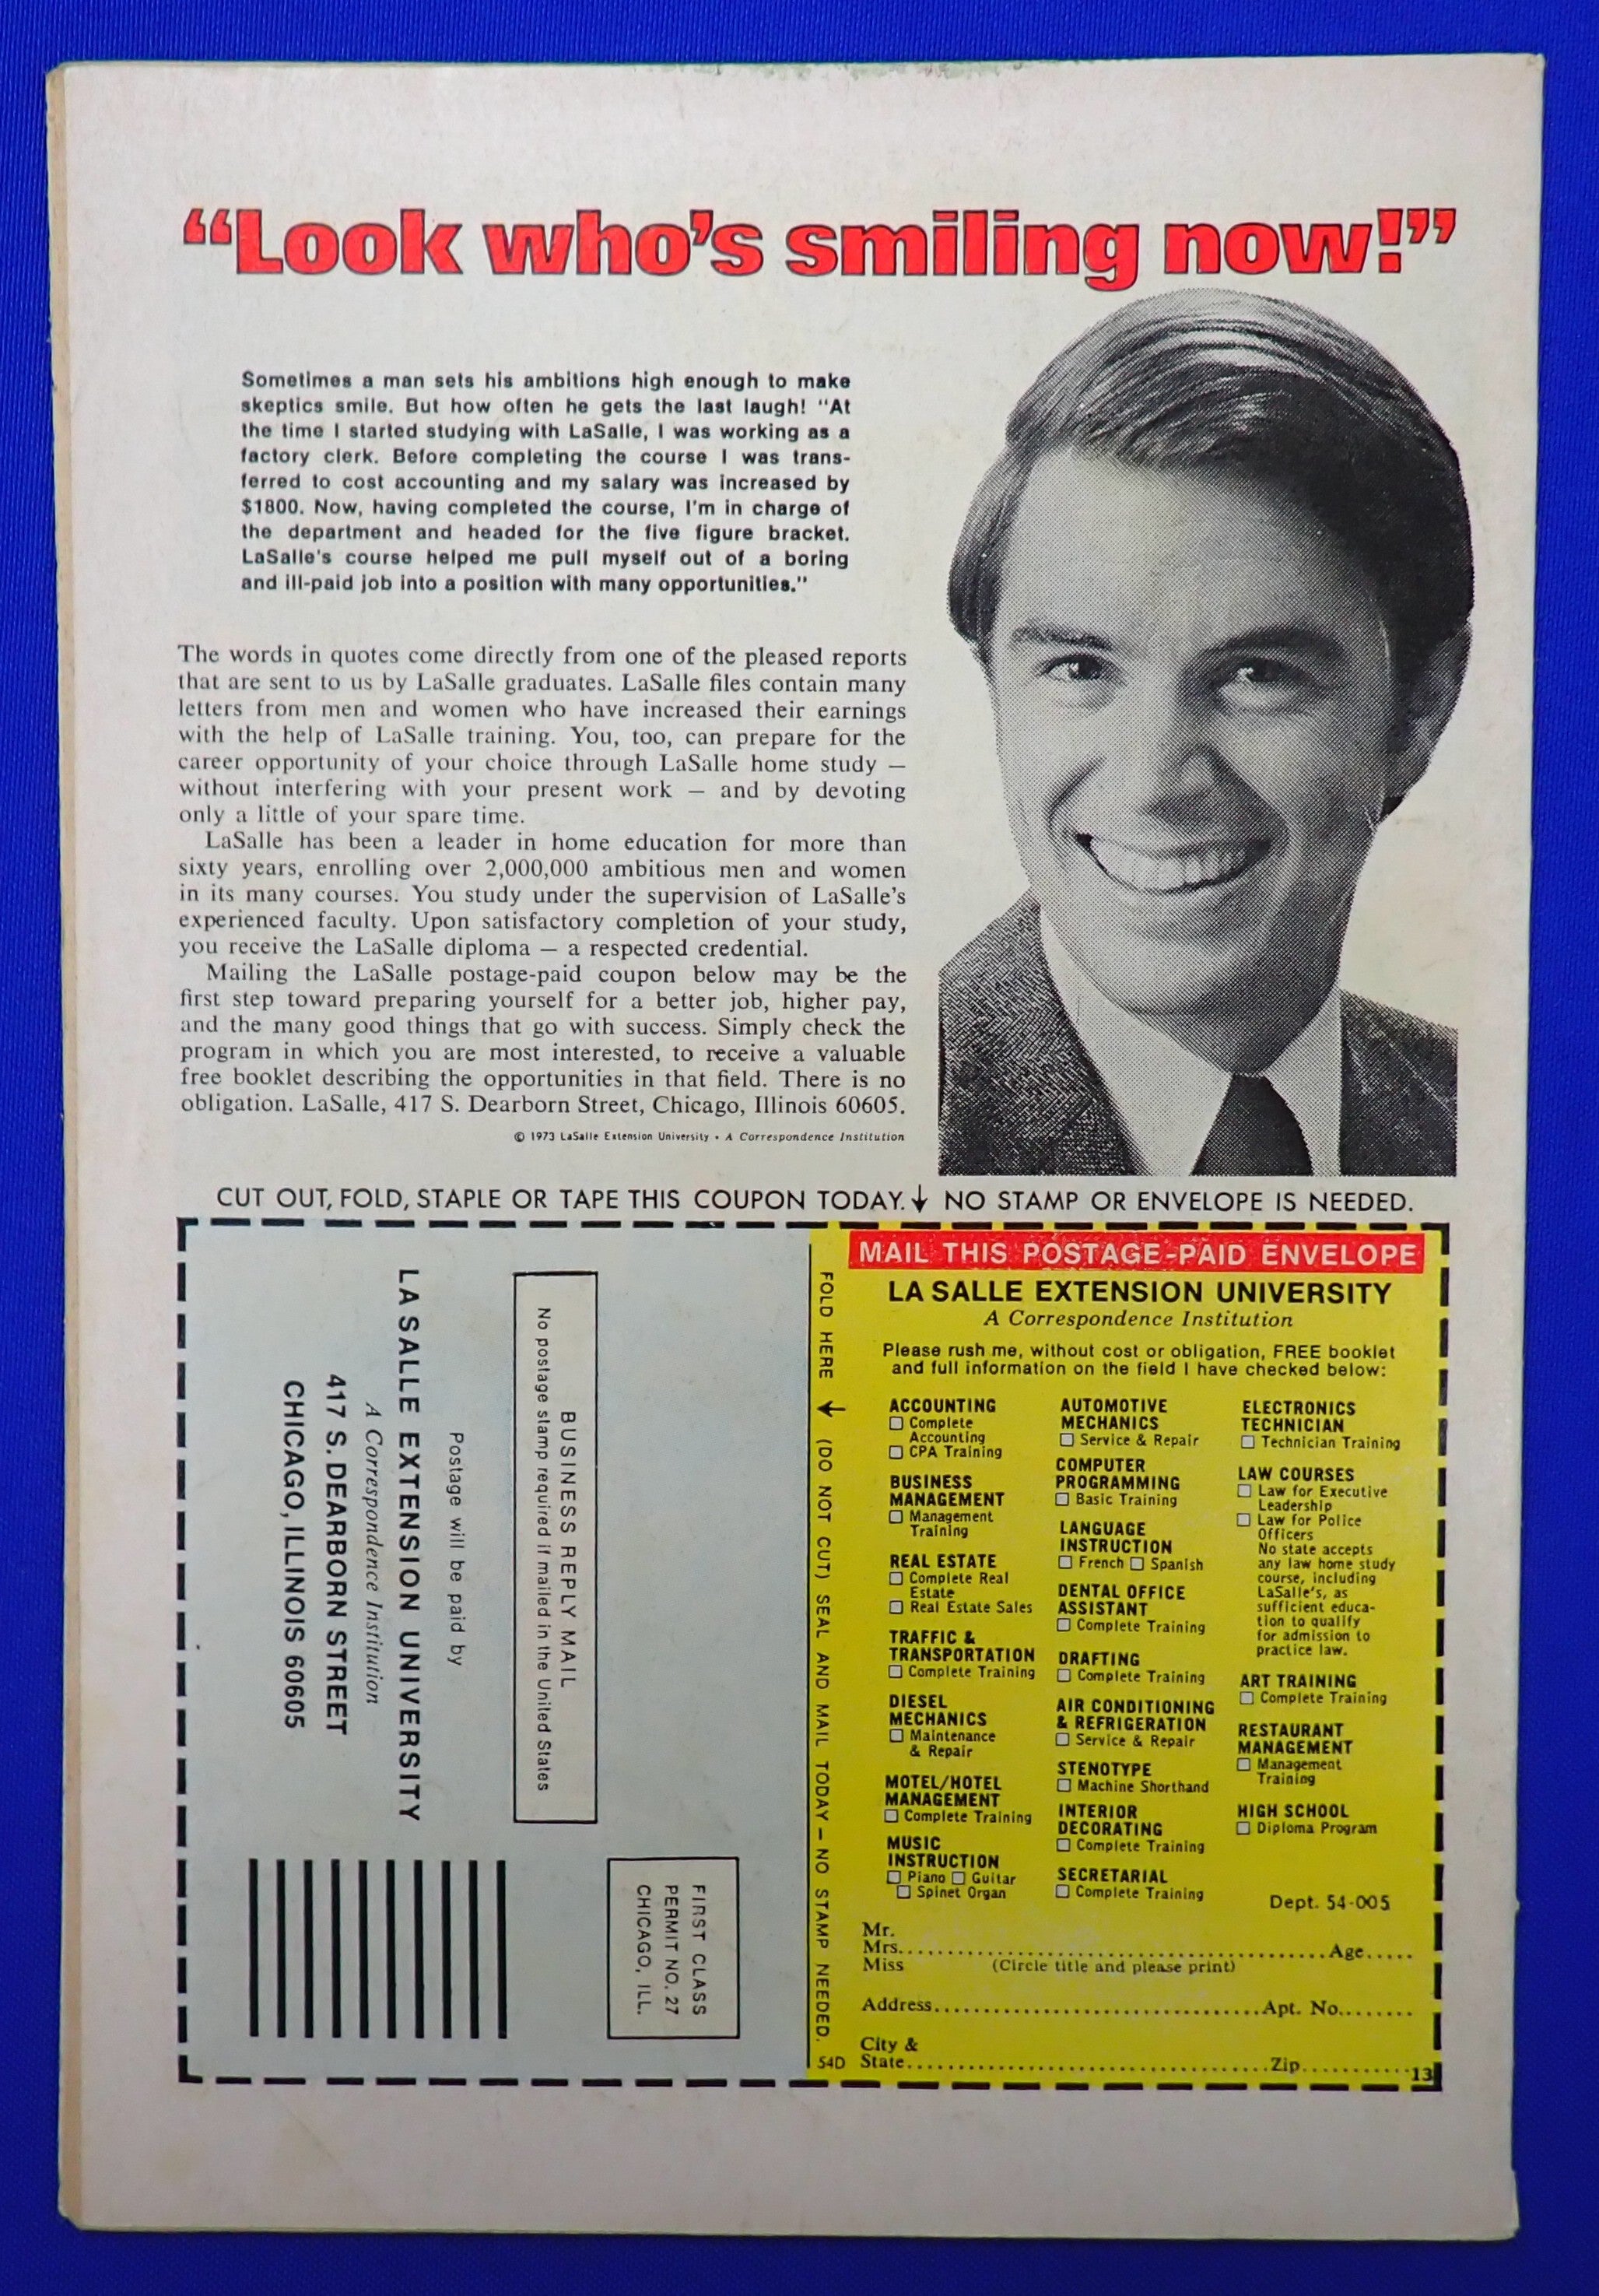 “Look who’s smiling now!”
Sometimes a man sets his ambitions high enough to make
skeptics smile. But how often he gets the last laugh! "At
the time I started studying with LaSalle, I was working as a
factory clerk. Before completing the course I was trans-
ferred to cost accounting and my salary was increased by
$1800. Now, having completed the course, I'm in charge of
the department and headed for the five figure bracket.
LaSalle's course helped me pull myself out of a boring
and ill-paid job into a position with many opportunities."
The words in quotes come directly from one of the pleased reports
that are sent to us by LaSalle graduates. LaSalle files contain many
letters from men and women who have increased their earnings
with the help of LaSalle training. You, too, can prepare for the
career opportunity of your choice through LaSalle home study —
without interfering with your present work — and by devoting
only a little of your spare time.
LaSalle has been a leader in home education for more than
sixty years, enrolling over 2,000,000 ambitious men and women
in its many courses. You study under the supervision of LaSalle's
experienced faculty. Upon satisfactory completion of your study,
you receive the LaSalle diploma — a respected credential.
Mailing the LaSalle postage-paid coupon below may be the
first step toward preparing yourself for a better job, higher pay,
and the many good things that go with success. Simply check the
program in which you are most interested, to receive a valuable
free booklet describing the opportunities in that field. There is no
obligation. LaSalle, 417 S. Dearborn Street, Chicago, Illinois 60605.
© 1973 LaSalle Extension University • A Correspondence Institution
CUT OUT, FOLD, STAPLE OR TAPE THIS COUPON TODAY.↓ NO STAMP OR ENVELOPE IS NEEDED.
FIRST CLASS
PERMIT NO. 27
CHICAGO, ILL.
BUSINESS REPLY MAIL
No postage stamp required if mailed in the United States
Postage will be paid by
LA SALLE EXTENSION UNIVERSITY
A Correspondence Institution
417 S. DEARBORN STREET
CHICAGO, ILLINOIS 60605
FOLD HERE ↓ (DO NOT CUT) SEAL AND MAIL TODAY – NO STAMP NEEDED.
54D
MAIL THIS POSTAGE-PAID ENVELOPE
LA SALLE EXTENSION UNIVERSITY
A Correspondence Institution
Please rush me, without cost or obligation, FREE booklet
and full information on the field I have checked below:
ACCOUNTING
☐ Complete
Accounting
☐ CPA Training
BUSINESS
MANAGEMENT
☐ Management
Training
REAL ESTATE
☐ Complete Real
Estate
☐ Real Estate Sales
TRAFFIC &
TRANSPORTATION
☐ Complete Training
DIESEL
MECHANICS
☐ Maintenance
& Repair
MOTEL/HOTEL
MANAGEMENT
☐ Complete Training
MUSIC
INSTRUCTION
☐ Piano ☐ Guitar
☐ Spinet Organ
AUTOMOTIVE
MECHANICS
☐ Service & Repair
COMPUTER
PROGRAMMING
☐ Basic Training
LANGUAGE
INSTRUCTION
☐ French ☐ Spanish
DENTAL OFFICE
ASSISTANT
☐ Complete Training
DRAFTING
☐ Complete Training
AIR CONDITIONING
& REFRIGERATION
☐ Service & Repair
STENOTYPE
☐ Machine Shorthand
INTERIOR
DECORATING
☐ Complete Training
SECRETARIAL
☐ Complete Training
ELECTRONICS
TECHNICIAN
☐ Technician Training
LAW COURSES
☐ Law for Executive
Leadership
☐ Law for Police
Officers
No state accepts
any law home study
course, including
LaSalle's, as
sufficient educa-
tion to qualify
for admission to
practice law.
ART TRAINING
☐ Complete Training
RESTAURANT
MANAGEMENT
☐ Management
Training
HIGH SCHOOL
☐ Diploma Program
Dept. 54-005
Mr.
Mrs. Age
Miss (Circle title and please print)
Address Apt. No.
City &
State Zip 13